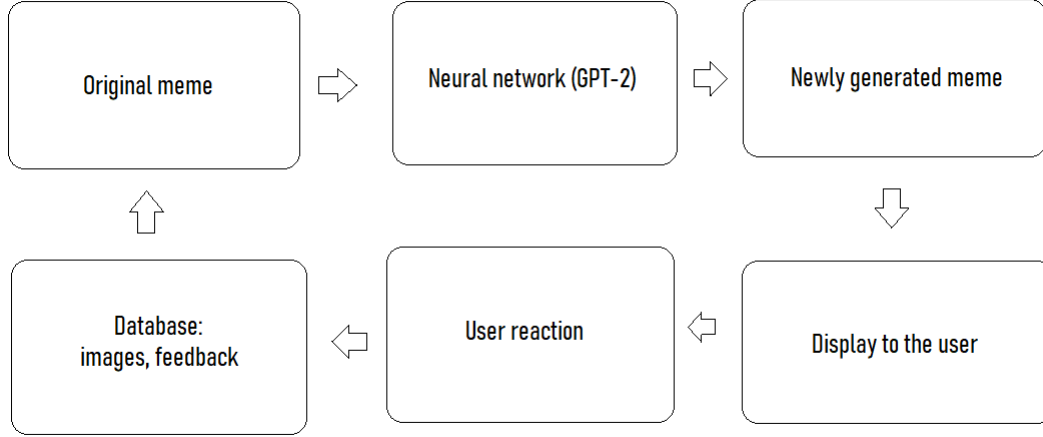 Original meme
Neural network (GPT-2)
Newly generated meme
Display to the user
User reaction
Database:
images, feedback